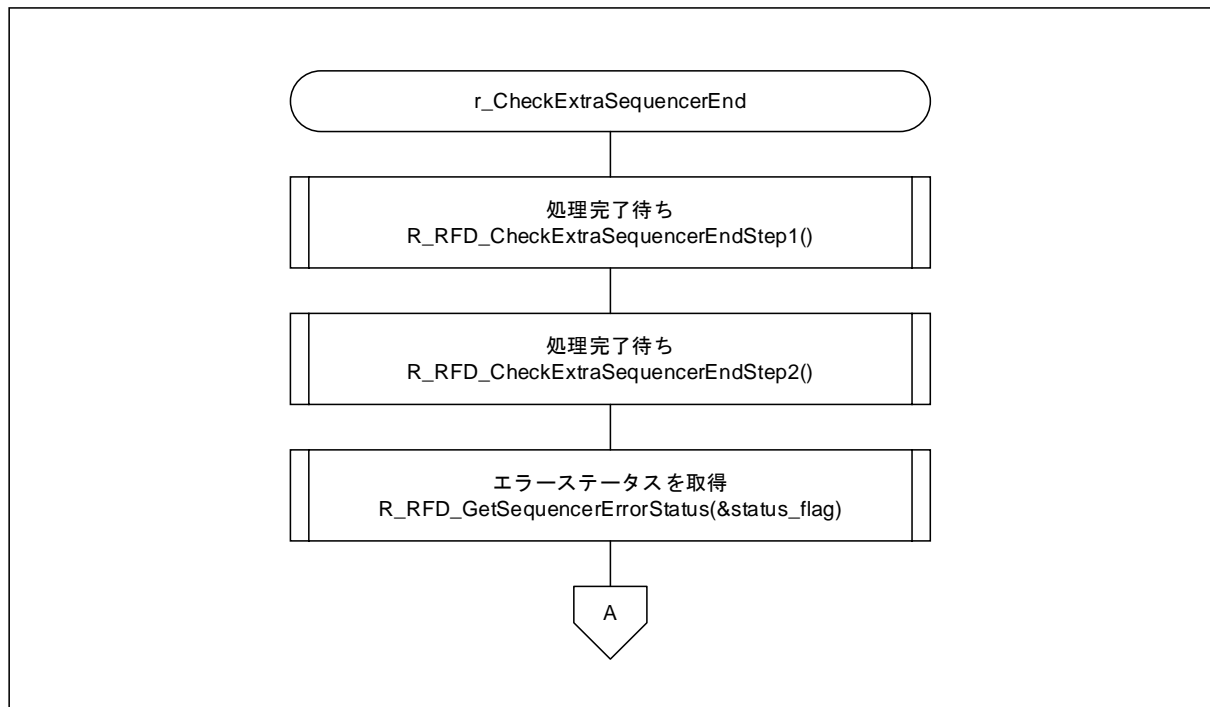 r_CheckExtraSequencerEnd
処理完了待ち
R_RFD_CheckExtraSequencerEndStep1()
処理完了待ち
R_RFD_CheckExtraSequencerEndStep2()
エラーステータスを取得
R_RFD_GetSequencerErrorStatus(&status_flag)
A